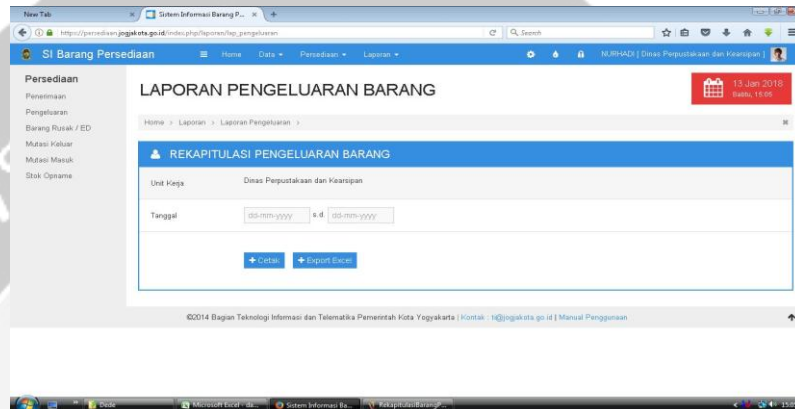 New Tab
Sistem Informasi Barang P...
https://persediaan.jogjakota.go.id/index.php/laporan/lap_pengeluaran
Search
SI Barang Persediaan
Home
Data
Persediaan
Laporan
NURHADI | Dinas Perpustakaan dan Kearsipan |
Persediaan
Penerimaan
Pengeluaran
Barang Rusak / ED
Mutasi Keluar
Mutasi Masuk
Stok Opname
LAPORAN PENGELUARAN BARANG
13 Jan 2018
Sabtu, 15:05
Home > Laporan > Laporan Pengeluaran >
REKAPITULASI PENGELUARAN BARANG
Unit Kerja
Dinas Perpustakaan dan Kearsipan
Tanggal
dd-mm-yyyy s.d. dd-mm-yyyy
+ Cetak
+ Export Excel
©2014 Bagian Teknologi Informasi dan Telematika Pemerintah Kota Yogyakarta | Kontak : ti@jogjakota.go.id | Manual Penggunaan
Dede
Microsoft Excel - da...
Sistem Informasi Ba...
RekapitulasiBarangP...